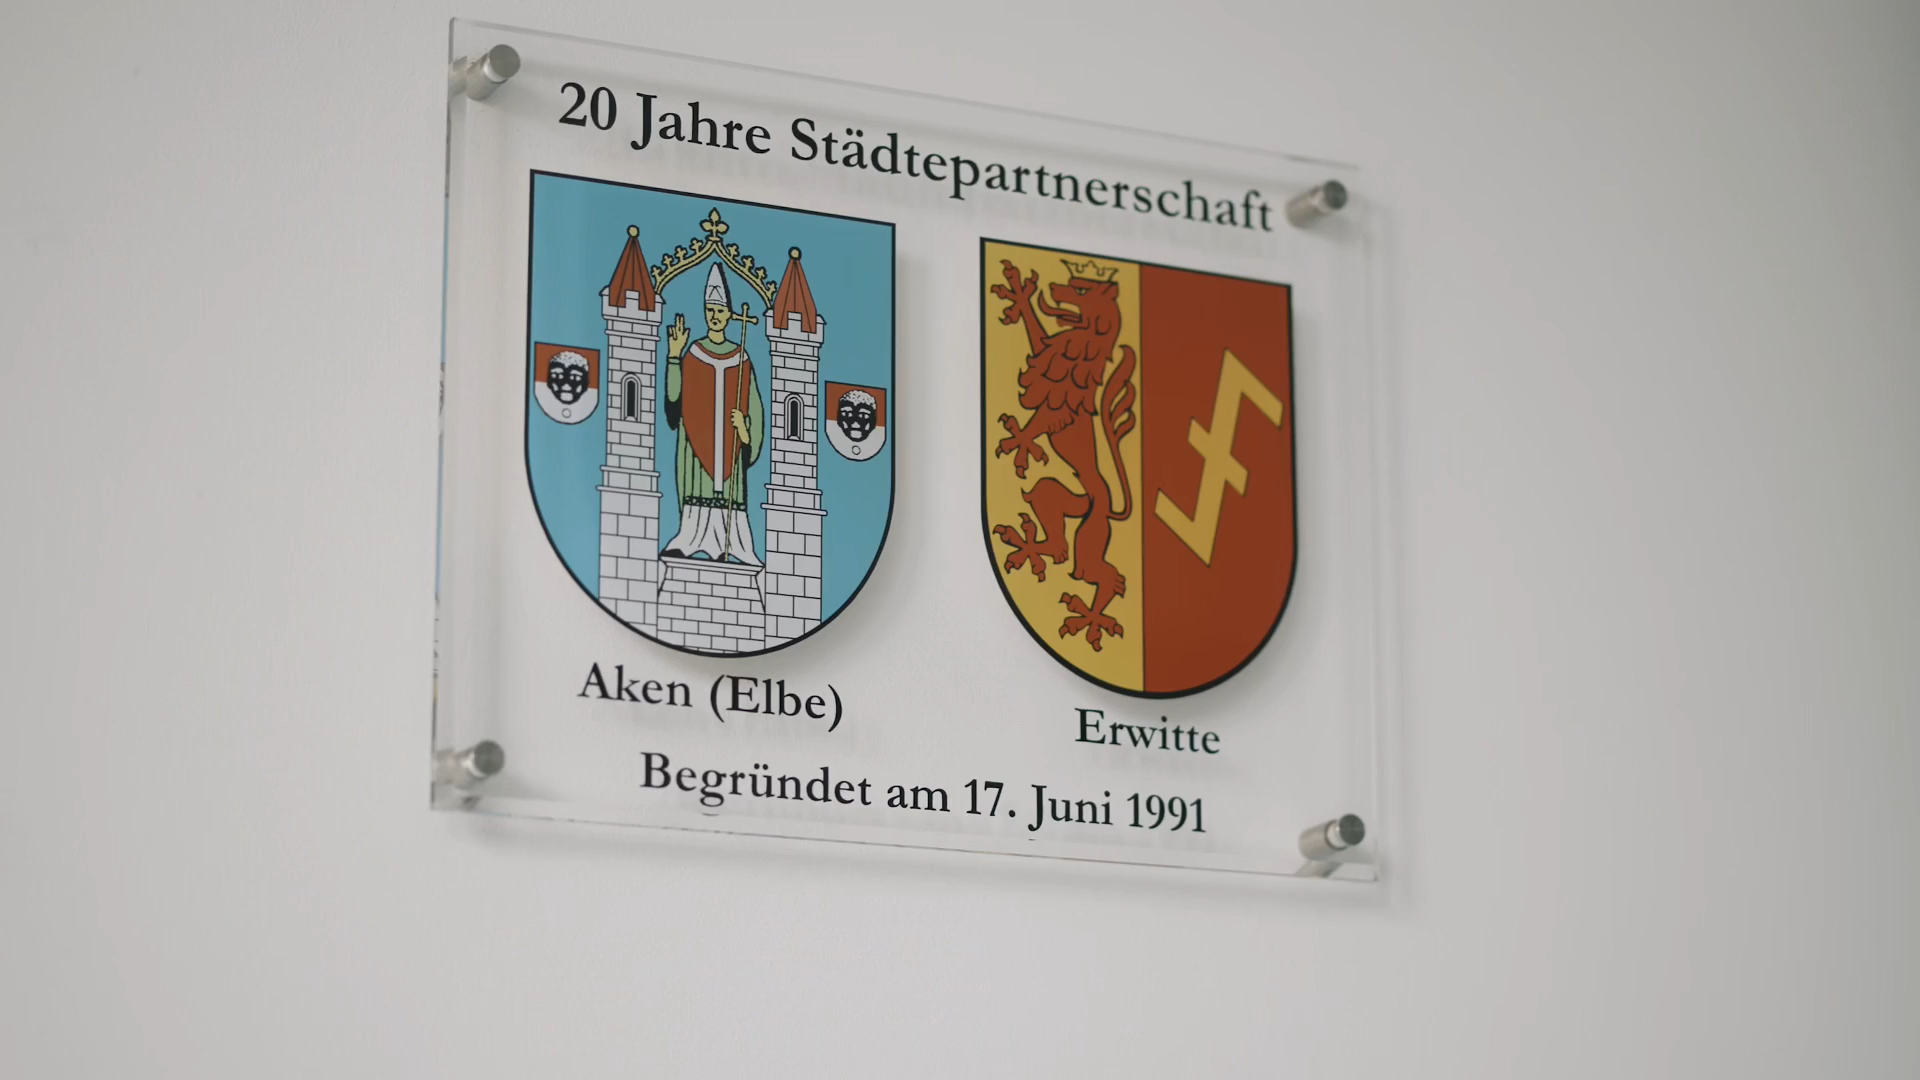 20 Jahre Städtepartnerschaft
Aken (Elbe)
Erwitte
Begründet am 17. Juni 1991